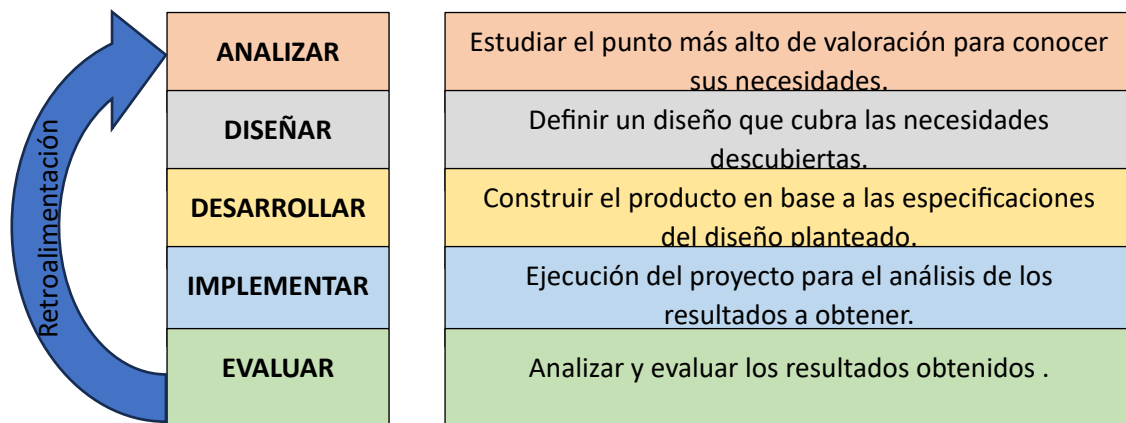 Retroalimentación
ANALIZAR
Estudiar el punto más alto de valoración para conocer
sus necesidades.
DISEÑAR
Definir un diseño que cubra las necesidades
descubiertas.
DESARROLLAR
Construir el producto en base a las especificaciones
del diseño planteado.
IMPLEMENTAR
Ejecución del proyecto para el análisis de los
resultados a obtener.
EVALUAR
Analizar y evaluar los resultados obtenidos .